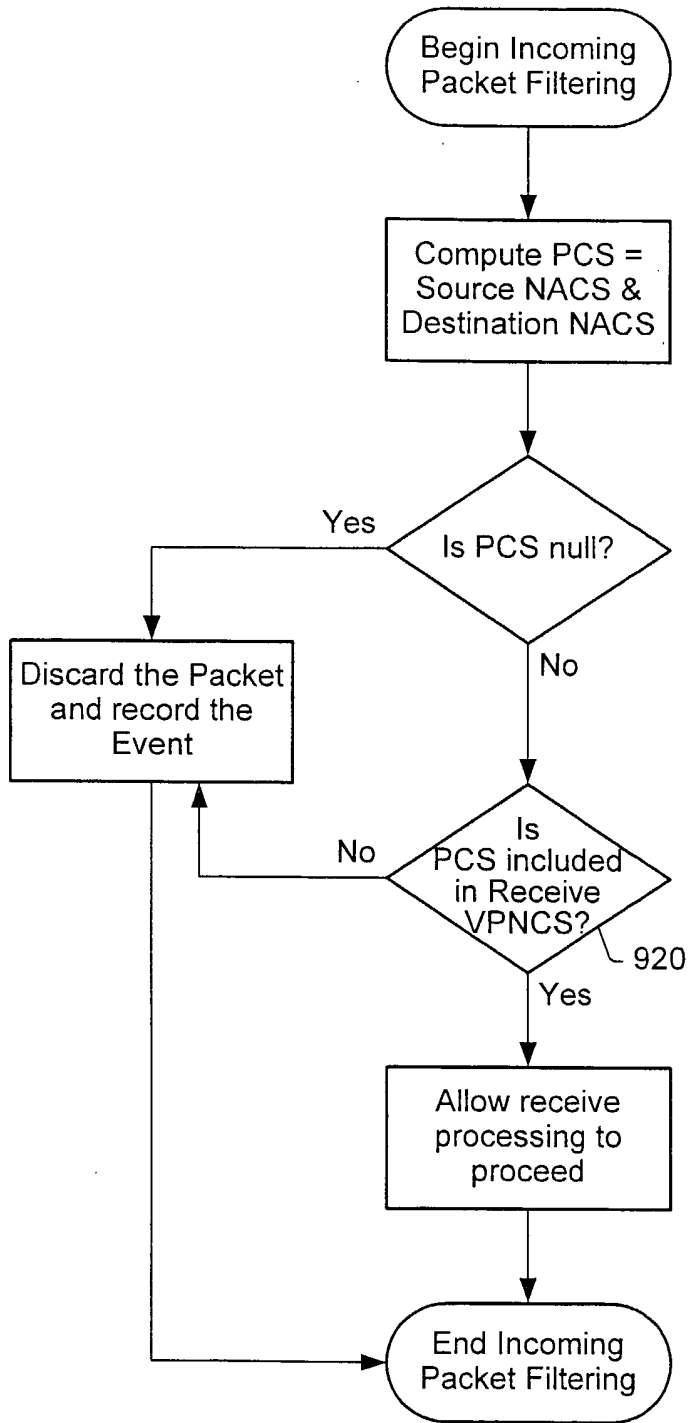 Begin Incoming
Packet Filtering
Compute PCS =
Source NACS &
Destination NACS
Yes
Is PCS null?
No
Discard the Packet
and record the
Event
No
Is
PCS included
in Receive
VPNCS?
920
Yes
Allow receive
processing to
proceed
End Incoming
Packet Filtering